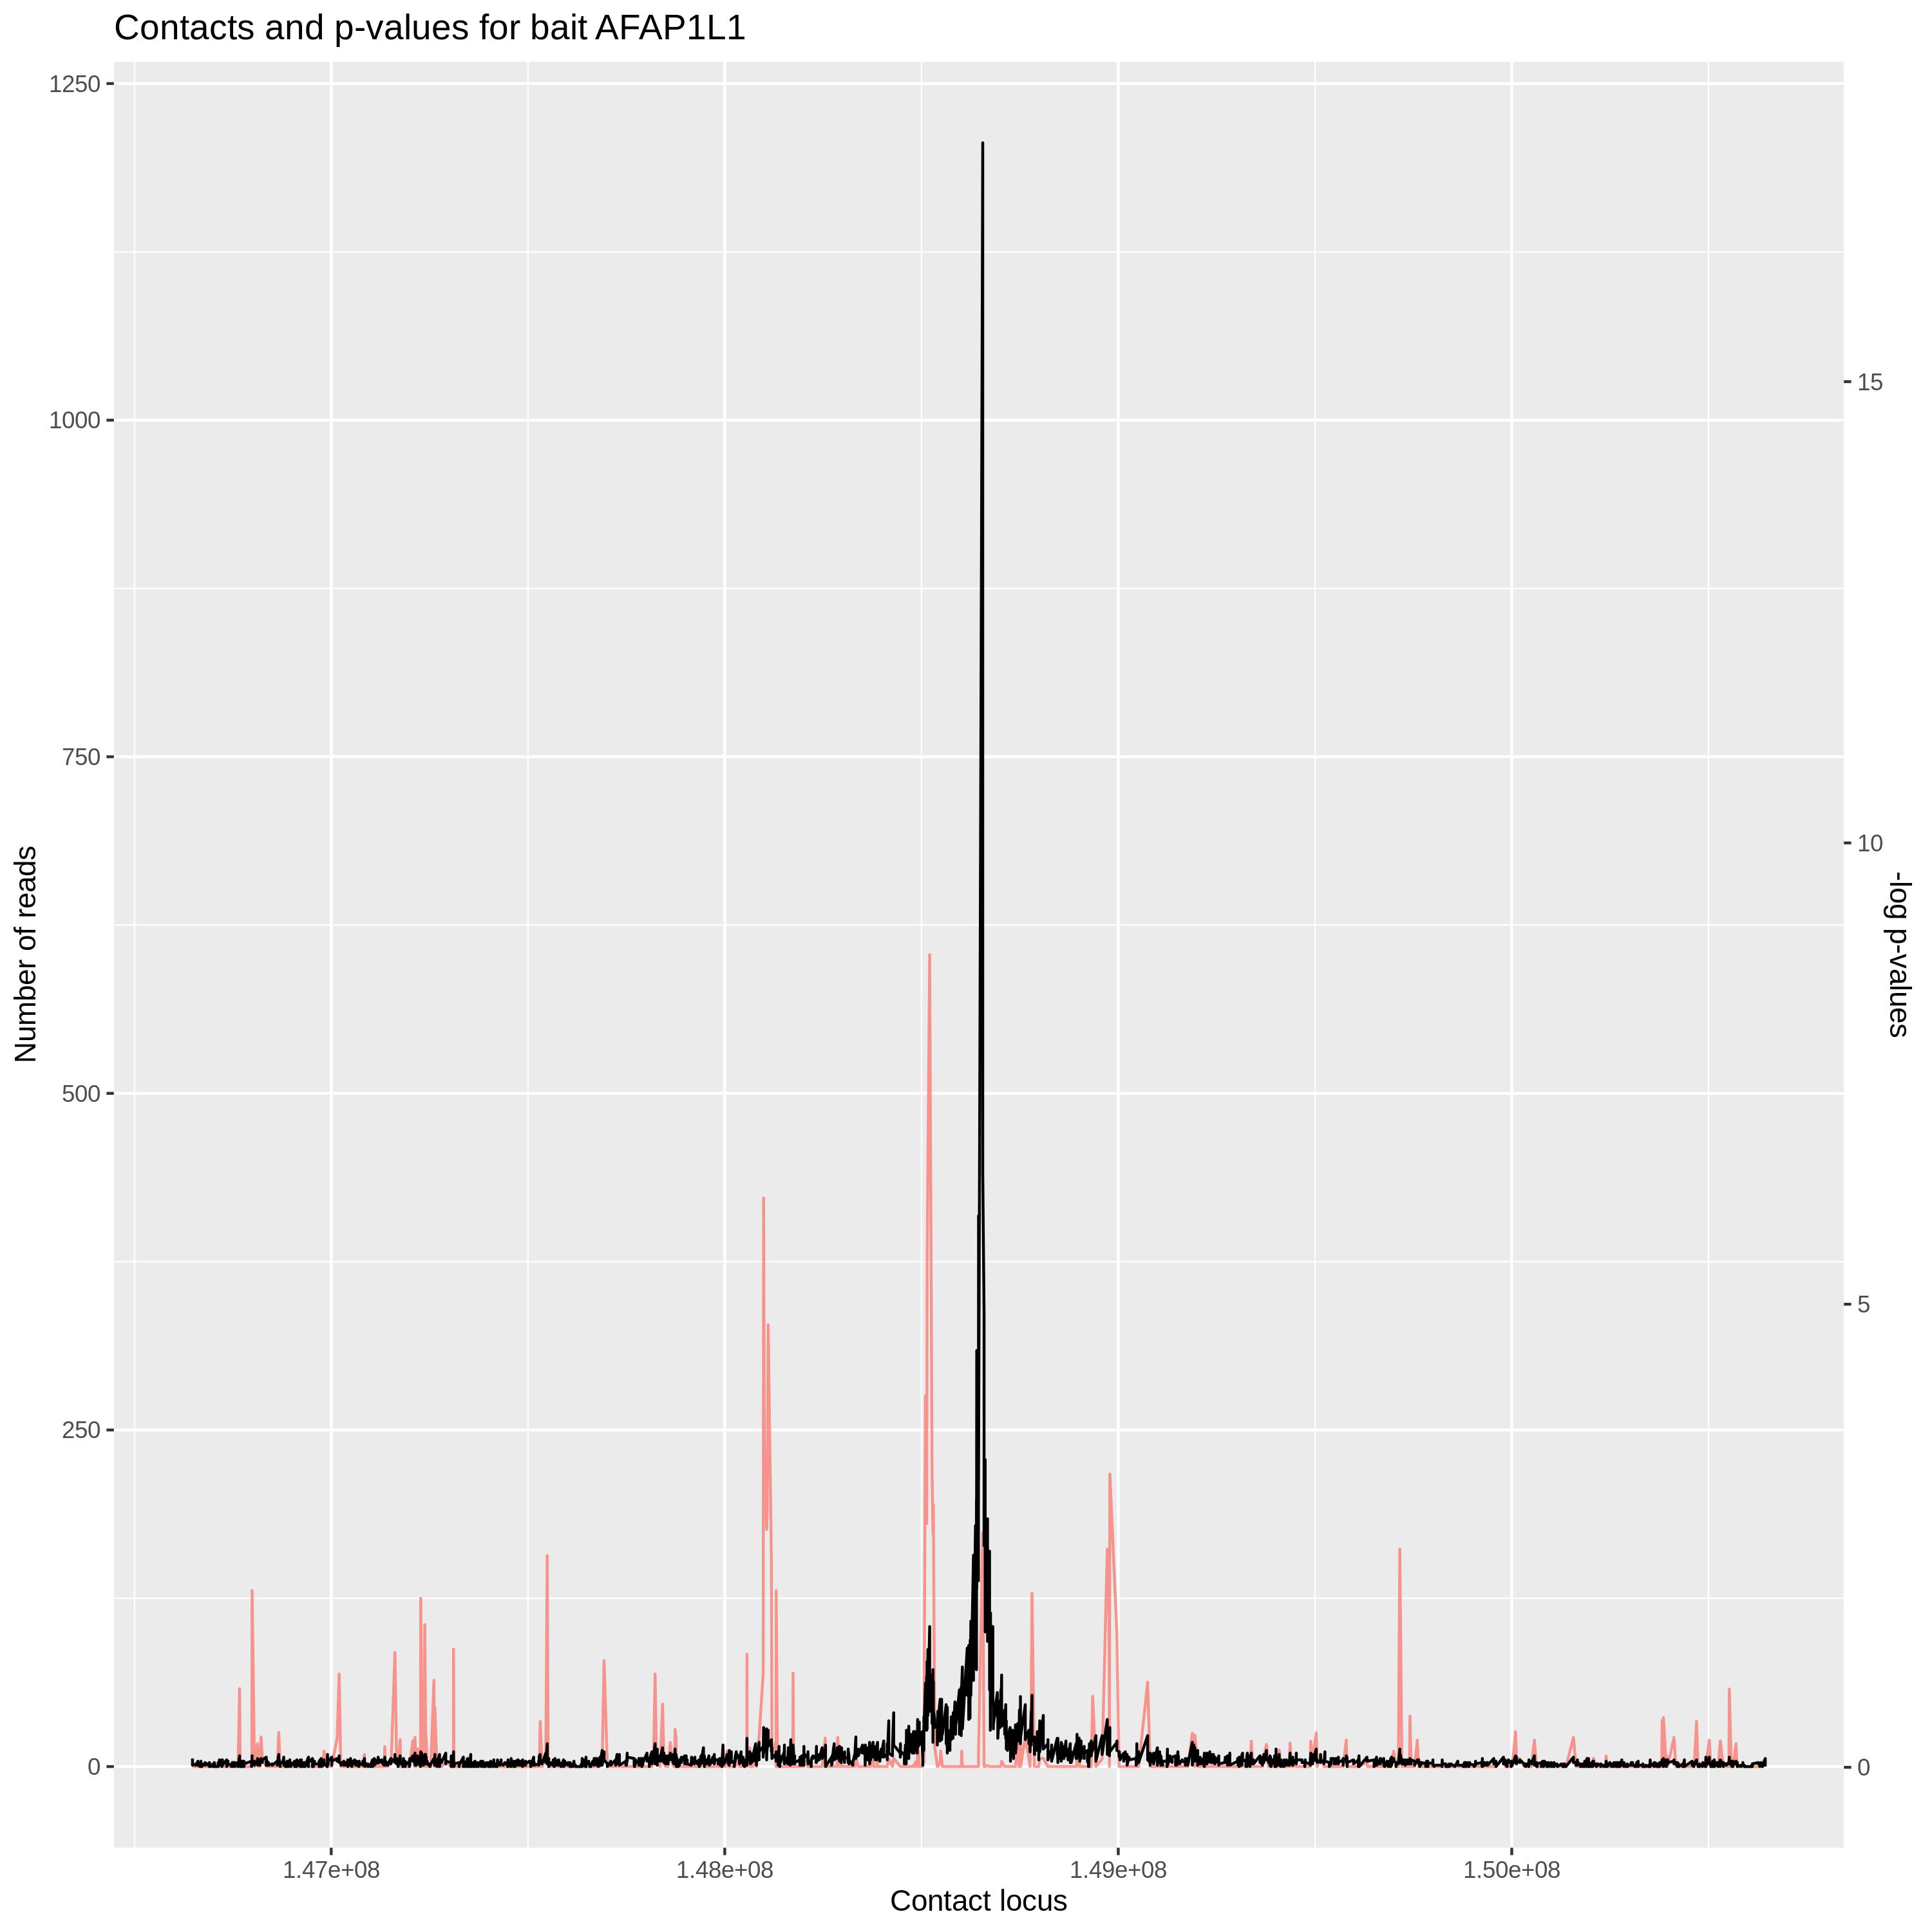 Contacts and p-values for bait AFAP1L1
1250
1000
750
500
250
0
Number of reads
15
10
5
0
-log p-values
1.47e+08
1.48e+08
1.49e+08
1.50e+08
Contact locus